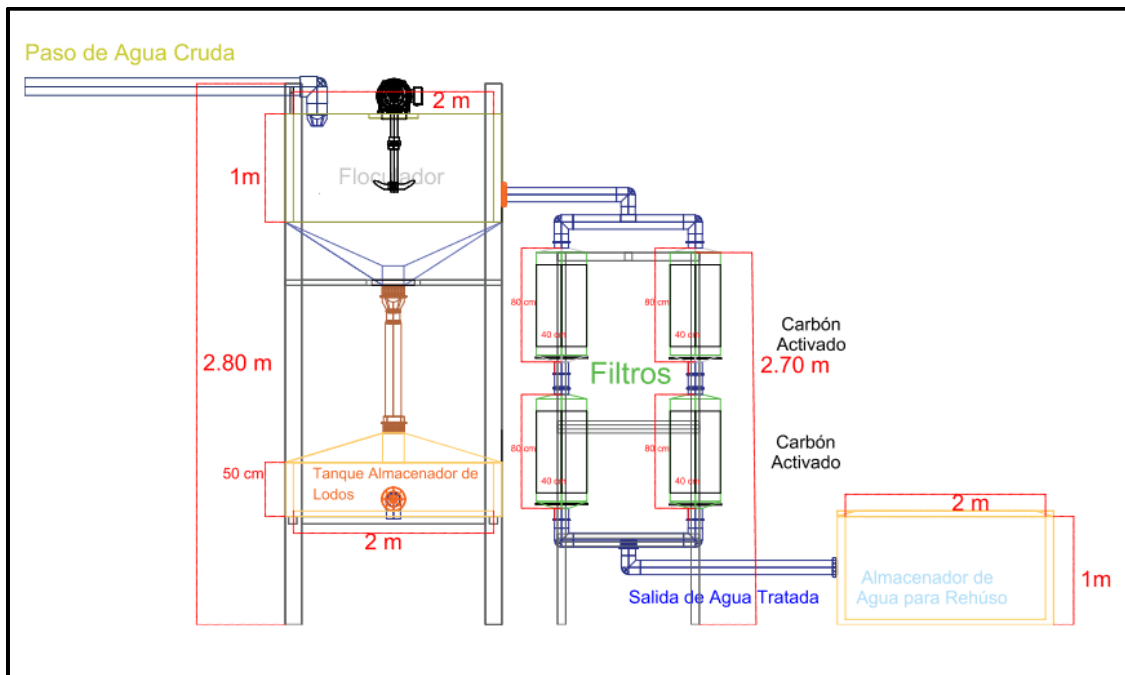 Paso de Agua Cruda
2 m
1m
Floculador
80 cm
80 cm
40 cm
40 cm
Carbón
Activado
2.80 m
Filtros
2.70 m
80 cm
80 cm
40 cm
40 cm
Carbón
Activado
50 cm
Tanque Almacenador de
Lodos
2 m
2 m
Salida de Agua Tratada
Almacenador de
Agua para Rehúso
1m